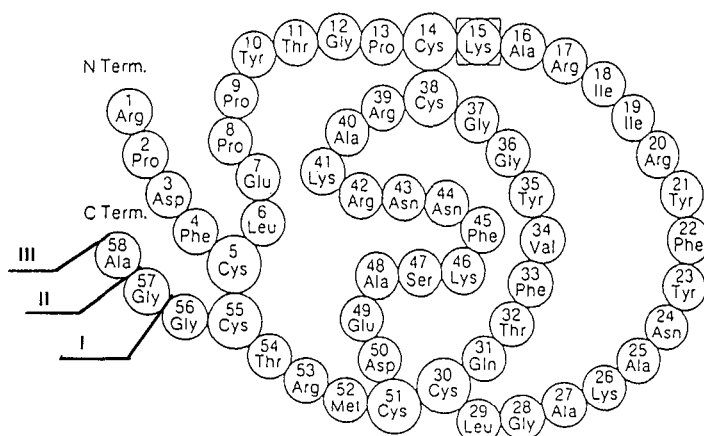 N Term.
1 Arg
2 Pro
3 Asp
4 Phe
5 Cys
6 Leu
7 Glu
8 Pro
9 Pro
10 Tyr
11 Thr
12 Gly
13 Pro
14 Cys
15 Lys
16 Ala
17 Arg
18 Ile
19 Ile
20 Arg
21 Tyr
22 Phe
23 Tyr
24 Asn
25 Ala
26 Lys
27 Ala
28 Gly
29 Leu
30 Cys
31 Gln
32 Thr
33 Phe
34 Val
35 Tyr
36 Gly
37 Gly
38 Cys
39 Arg
40 Ala
41 Lys
42 Arg
43 Asn
44 Asn
45 Phe
46 Lys
47 Ser
48 Ala
49 Glu
50 Asp
51 Cys
52 Met
53 Arg
54 Thr
55 Cys
56 Gly
57 Gly
58 Ala
C Term.
III
II
I